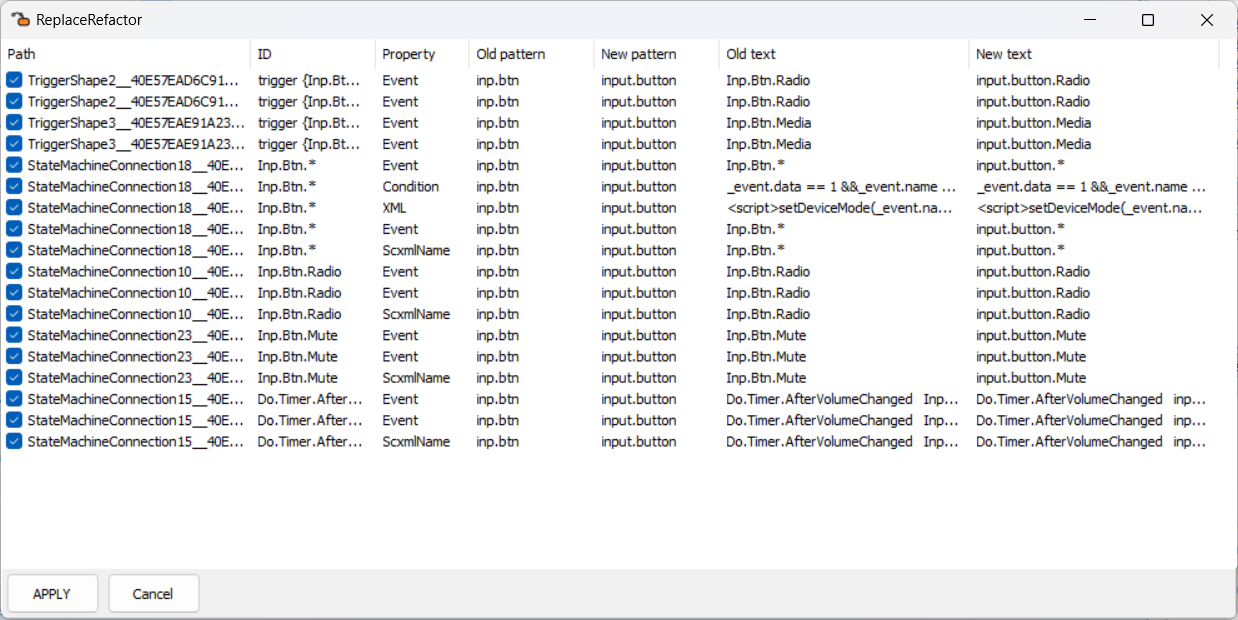 ReplaceRefactor
Path ID Property Old pattern New pattern Old text New text
TriggerShape2__40E57EAD6C91... trigger {Inp.Bt... Event inp.btn input.button Inp.Btn.Radio input.button.Radio
TriggerShape2__40E57EAD6C91... trigger {Inp.Bt... Event inp.btn input.button Inp.Btn.Radio input.button.Radio
TriggerShape3__40E57EAE91A23... trigger {Inp.Bt... Event inp.btn input.button Inp.Btn.Media input.button.Media
TriggerShape3__40E57EAE91A23... trigger {Inp.Bt... Event inp.btn input.button Inp.Btn.Media input.button.Media
StateMachineConnection18__40E... Inp.Btn.* Event inp.btn input.button Inp.Btn.* input.button.*
StateMachineConnection18__40E... Inp.Btn.* Condition inp.btn input.button _event.data == 1 &&_event.name ... _event.data == 1 &&_event.name ...
StateMachineConnection18__40E... Inp.Btn.* XML inp.btn input.button <script>setDeviceMode(_event.na... <script>setDeviceMode(_event.na...
StateMachineConnection18__40E... Inp.Btn.* Event inp.btn input.button Inp.Btn.* input.button.*
StateMachineConnection18__40E... Inp.Btn.* ScxmlName inp.btn input.button Inp.Btn.* input.button.*
StateMachineConnection10__40E... Inp.Btn.Radio Event inp.btn input.button Inp.Btn.Radio input.button.Radio
StateMachineConnection10__40E... Inp.Btn.Radio Event inp.btn input.button Inp.Btn.Radio input.button.Radio
StateMachineConnection10__40E... Inp.Btn.Radio ScxmlName inp.btn input.button Inp.Btn.Radio input.button.Radio
StateMachineConnection23__40E... Inp.Btn.Mute Event inp.btn input.button Inp.Btn.Mute input.button.Mute
StateMachineConnection23__40E... Inp.Btn.Mute Event inp.btn input.button Inp.Btn.Mute input.button.Mute
StateMachineConnection23__40E... Inp.Btn.Mute ScxmlName inp.btn input.button Inp.Btn.Mute input.button.Mute
StateMachineConnection15__40E... Do.Timer.After... Event inp.btn input.button Do.Timer.AfterVolumeChanged Inp... Do.Timer.AfterVolumeChanged inp...
StateMachineConnection15__40E... Do.Timer.After... Event inp.btn input.button Do.Timer.AfterVolumeChanged Inp... Do.Timer.AfterVolumeChanged inp...
StateMachineConnection15__40E... Do.Timer.After... ScxmlName inp.btn input.button Do.Timer.AfterVolumeChanged Inp... Do.Timer.AfterVolumeChanged inp...
APPLY Cancel